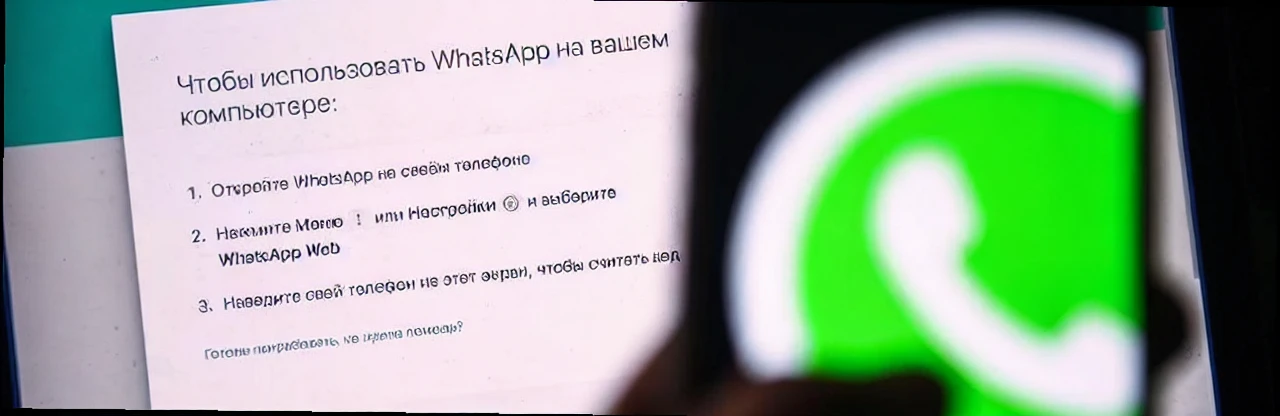 Чтобы использовать WhatsApp на вашем
компьютере:
1. Откройте WhatsApp на своём телефоне
2. Нажмите Меню или Настройки и выберите
WhatsApp Web
3. Наведите свой телефон на этот экран, чтобы считать код